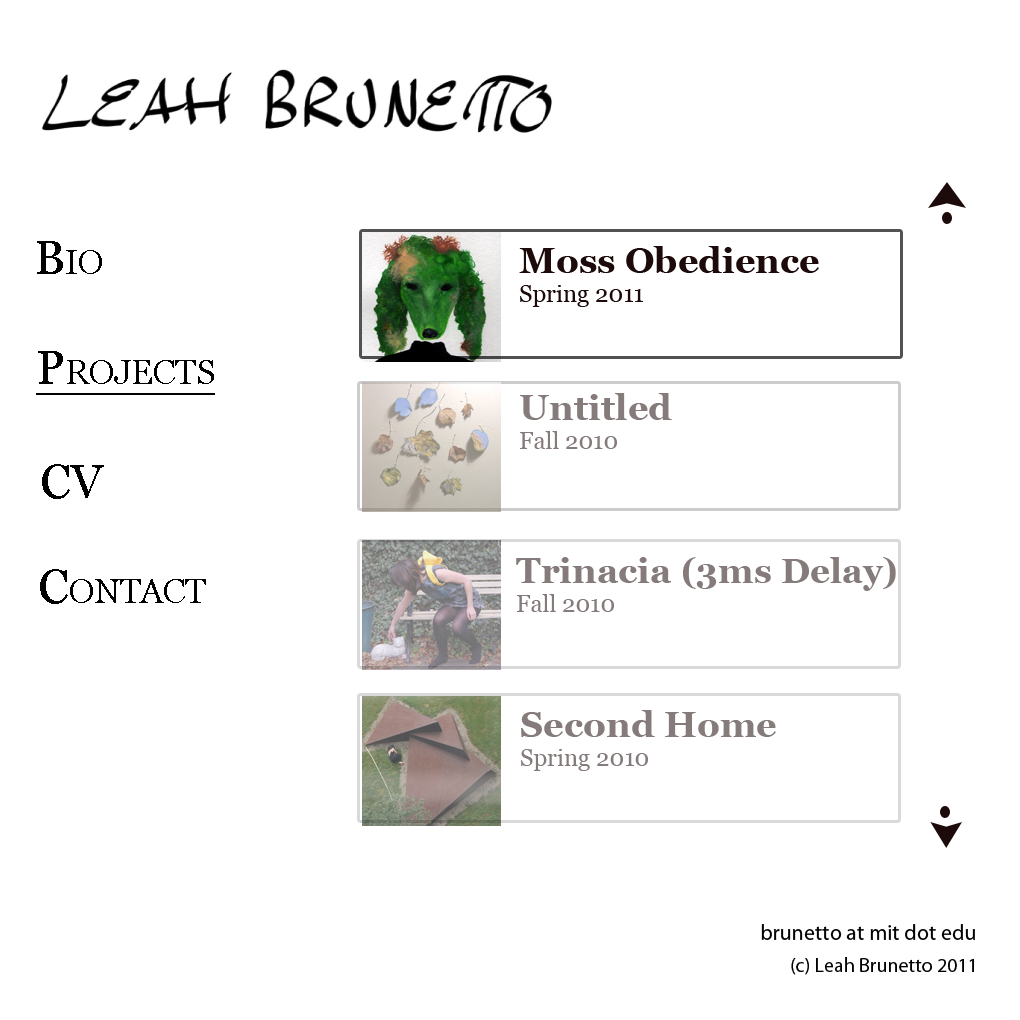 LEAH BRUNETTO
BIO
PROJECTS
CV
CONTACT
Moss Obedience
Spring 2011
Untitled
Fall 2010
Trinacia (3ms Delay)
Fall 2010
Second Home
Spring 2010
brunetto at mit dot edu
(c) Leah Brunetto 2011